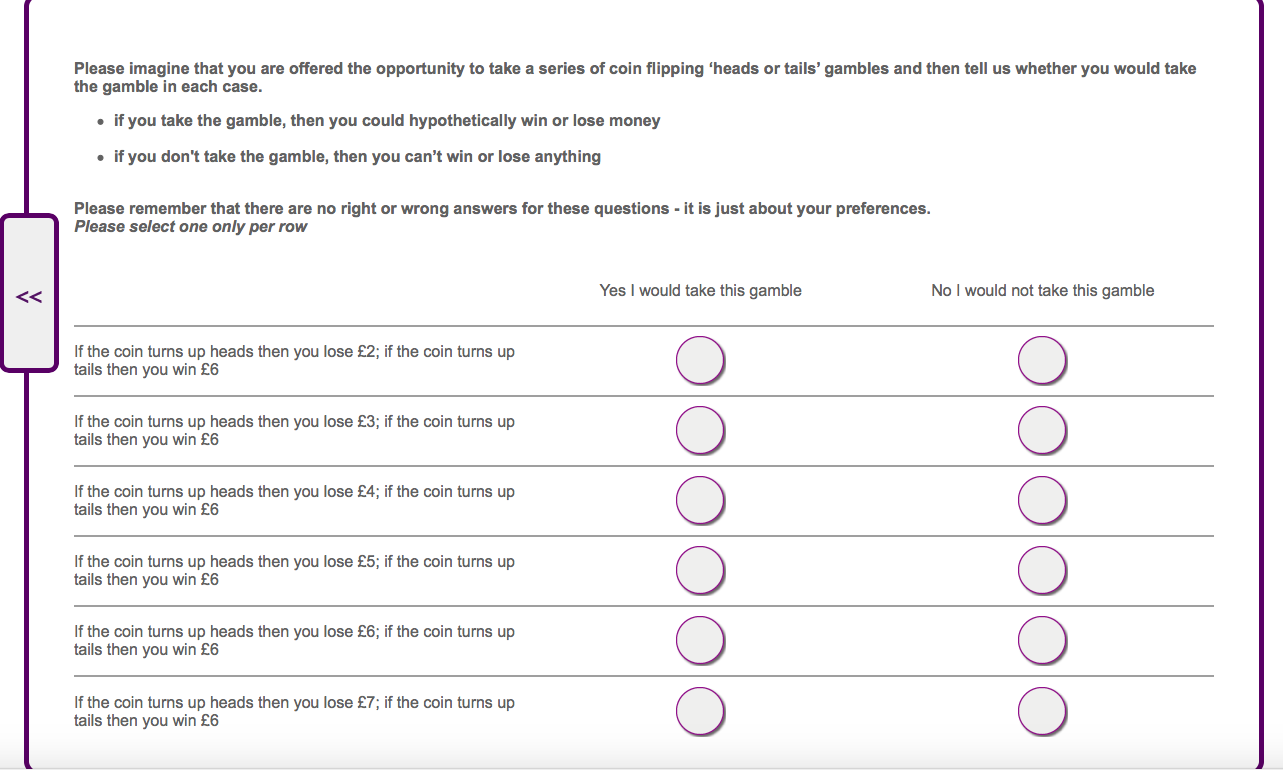 Please imagine that you are offered the opportunity to take a series of coin flipping ‘heads or tails’ gambles and then tell us whether you would take
the gamble in each case.
• if you take the gamble, then you could hypothetically win or lose money
• if you don't take the gamble, then you can’t win or lose anything
Please remember that there are no right or wrong answers for these questions - it is just about your preferences.
Please select one only per row
<<
Yes I would take this gamble No I would not take this gamble
If the coin turns up heads then you lose £2; if the coin turns up
tails then you win £6
If the coin turns up heads then you lose £3; if the coin turns up
tails then you win £6
If the coin turns up heads then you lose £4; if the coin turns up
tails then you win £6
If the coin turns up heads then you lose £5; if the coin turns up
tails then you win £6
If the coin turns up heads then you lose £6; if the coin turns up
tails then you win £6
If the coin turns up heads then you lose £7; if the coin turns up
tails then you win £6